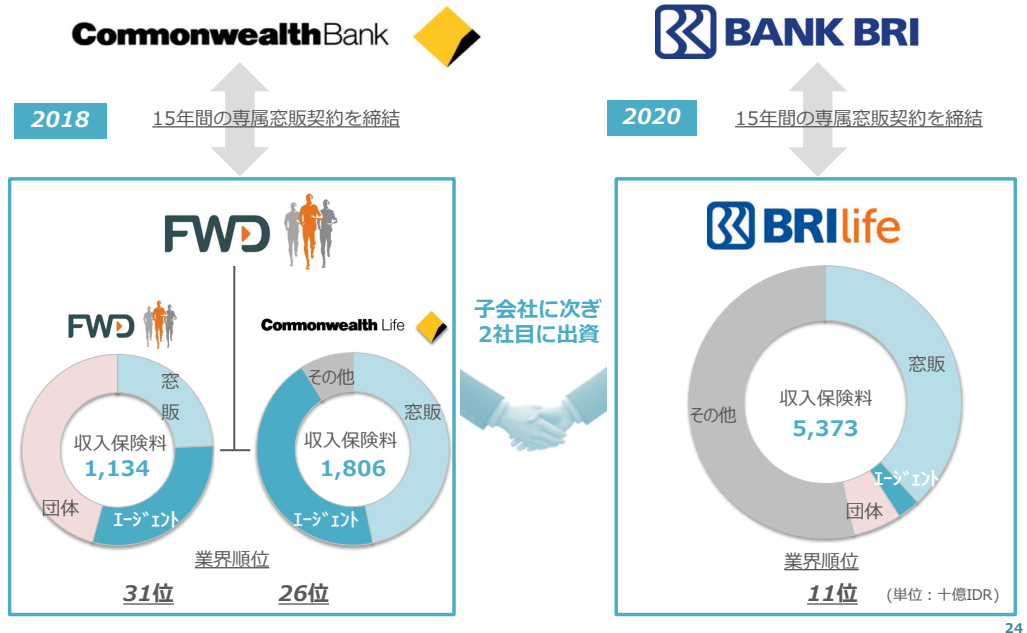 CommonwealthBank
BANK BRI
2018
15年間の専属窓販契約を締結
2020
15年間の専属窓販契約を締結
FWD
FWD
Commonwealth Life
窓
販
収入保険料
1,134
団体
エージェント
その他
窓販
収入保険料
1,806
エージェント
業界順位
31位
26位
子会社に次ぎ
2社目に出資
BRIlife
窓販
その他
収入保険料
5,373
エージェント
団体
業界順位
11位
(単位：十億IDR)
24